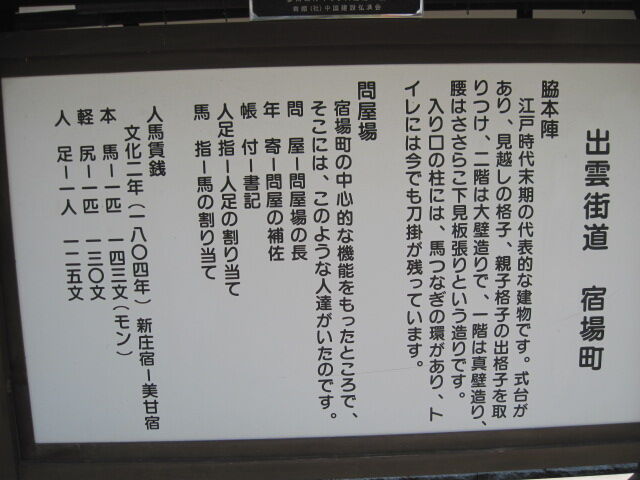 有限(社)中国建設弘済会
出雲街道 宿場町
脇本陣
江戸時代末期の代表的な建物です。式台が
あり、見越しの格子、親子格子の出格子を取
りつけ、二階は大壁造りで、一階は真壁造り、
腰はささらこ下見板張りという造りです。
入り口の柱には、馬つなぎの環があり、ト
イレには今でも刀掛が残っています。
問屋場
宿場町の中心的な機能をもったところで、
そこには、このような人達がいたのです。
問 屋ー問屋場の長
年 寄ー問屋の補佐
帳 付ー書記
人足指ー人足の割り当て
馬 指ー馬の割り当て
人馬賃銭
文化二年(一八〇四年) 新庄宿ー美甘宿
本 馬ー一匹 一四三文(モン)
軽 尻ー一匹 一三〇文
人 足ー一人 一二五文